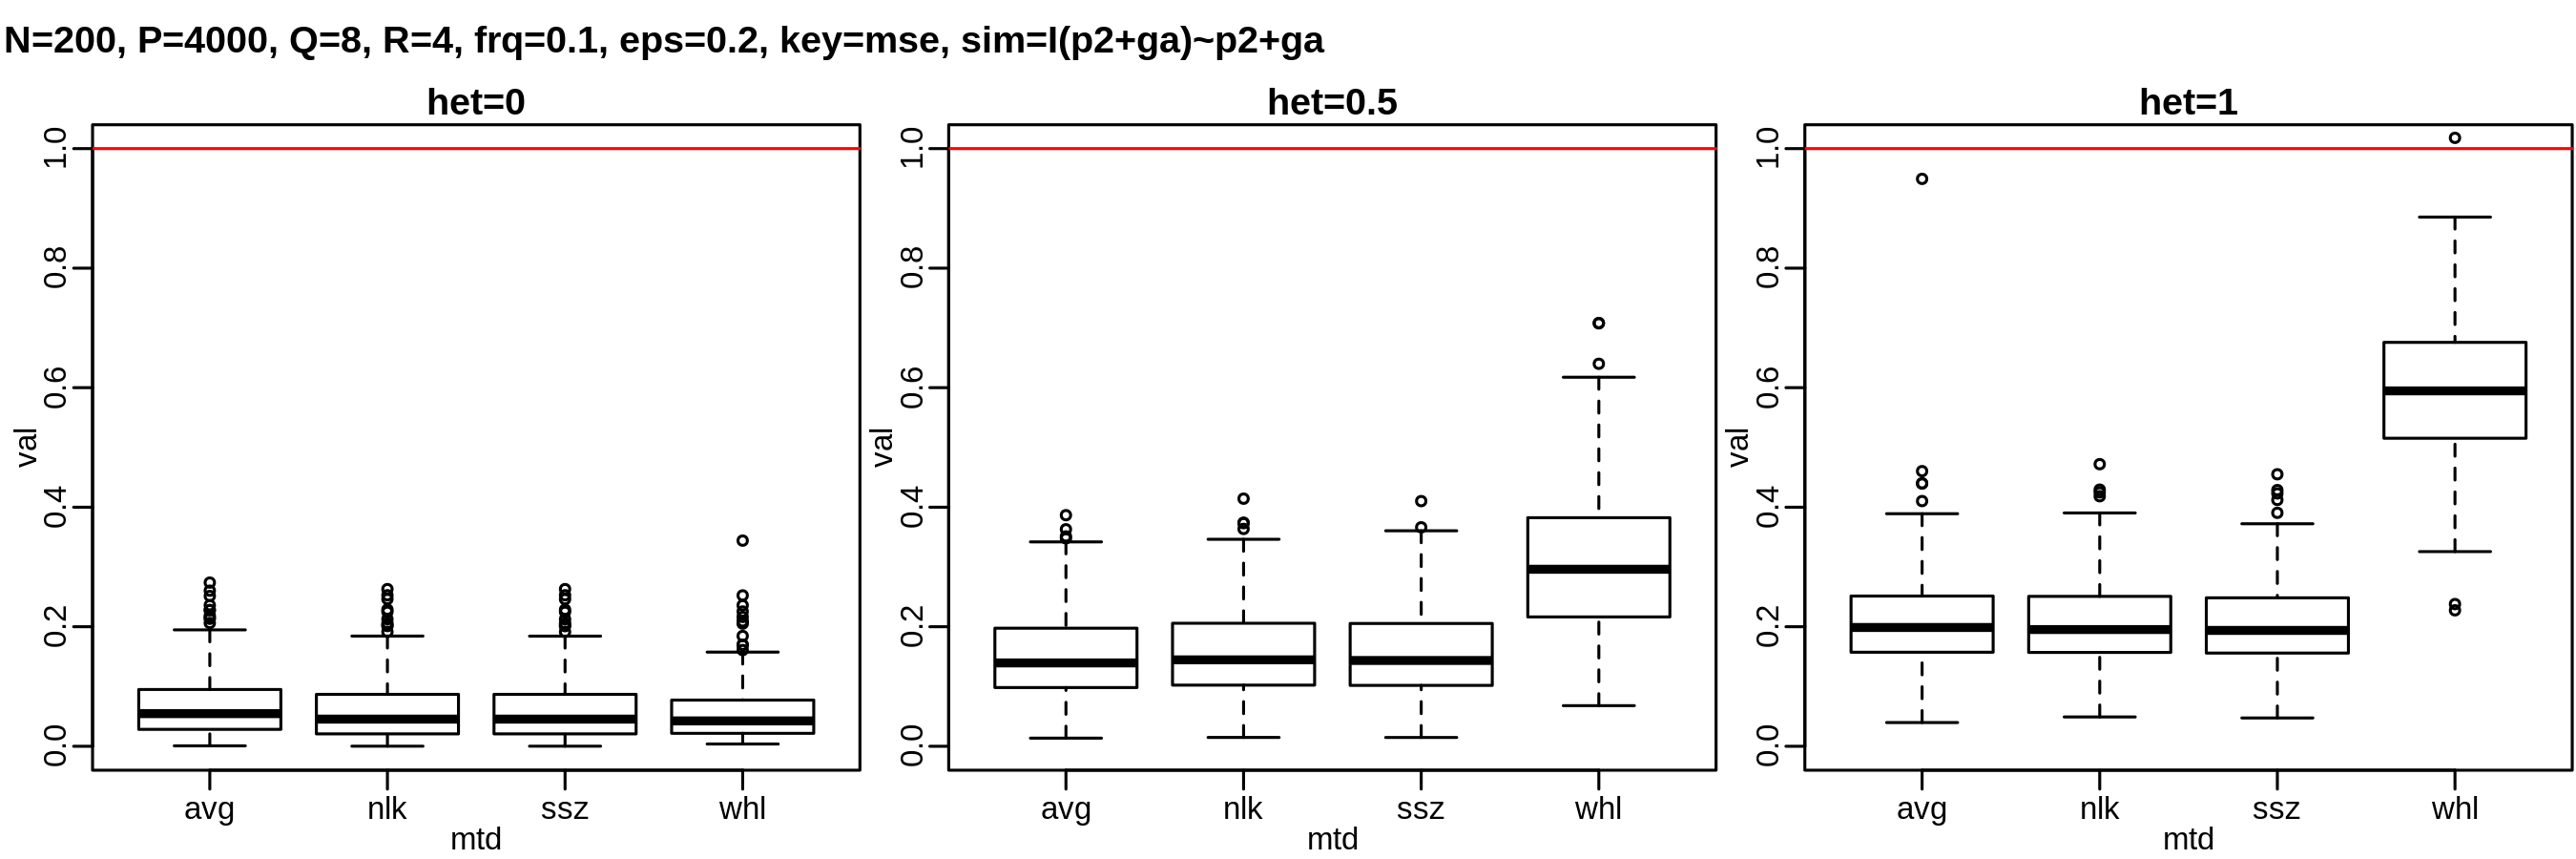 N=200, P=4000, Q=8, R=4, frq=0.1, eps=0.2, key=mse, sim=I(p2+ga)~p2+ga
het=0
1.0
0.8
0.6
0.4
0.2
0.0
val
avg nlk ssz whl
mtd
het=0.5
1.0
0.8
0.6
0.4
0.2
0.0
val
avg nlk ssz whl
mtd
het=1
1.0
0.8
0.6
0.4
0.2
0.0
val
avg nlk ssz whl
mtd